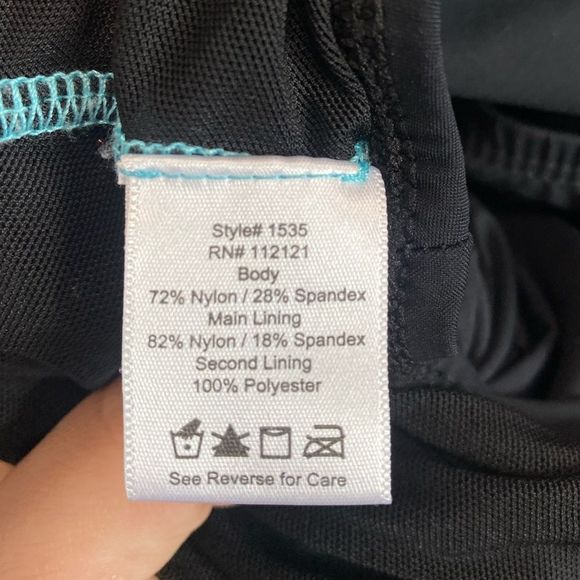 Style# 1535
RN# 112121
Body
72% Nylon / 28% Spandex
Main Lining
82% Nylon / 18% Spandex
Second Lining
100% Polyester
See Reverse for Care